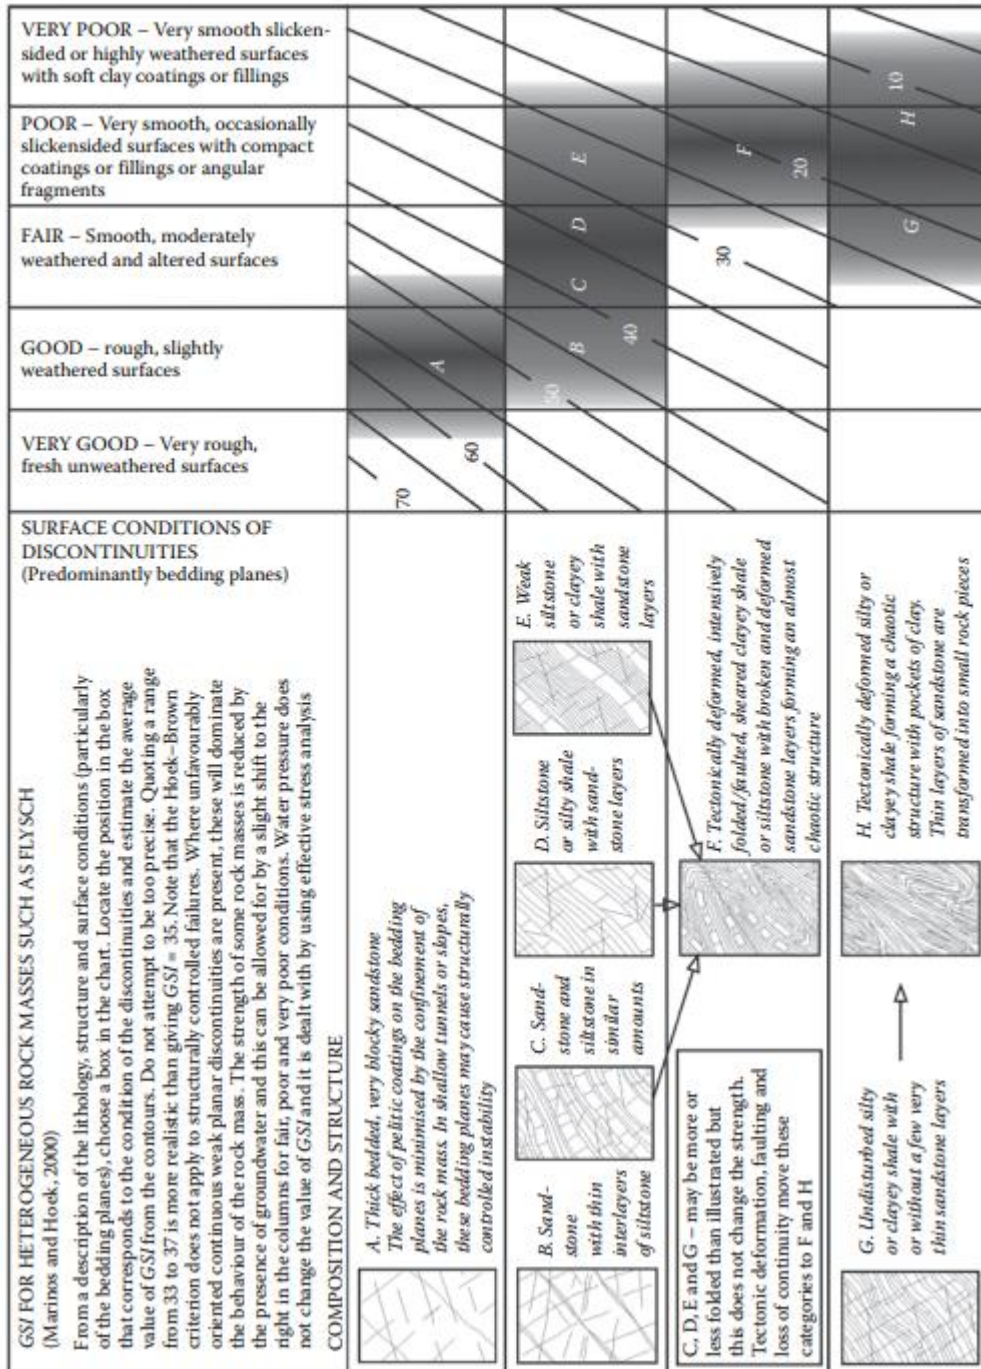 VERY POOR – Very smooth slicken-
sided or highly weathered surfaces
with soft clay coatings or fillings
POOR – Very smooth, occasionally
slickensided surfaces with compact
coatings or fillings or angular
fragments
FAIR – Smooth, moderately
weathered and altered surfaces
GOOD – rough, slightly
weathered surfaces
VERY GOOD – Very rough,
fresh unweathered surfaces
SURFACE CONDITIONS OF
DISCONTINUITIES
(Predominantly bedding planes)
GSI FOR HETEROGENEOUS ROCK MASSES SUCH AS FLYSCH
(Marinos and Hoek, 2000)
From a description of the lithology, structure and surface conditions (particularly
of the bedding planes), choose a box in the chart. Locate the position in the box
that corresponds to the condition of the discontinuities and estimate the average
value of GSI from the contours. Do not attempt to be too precise. Quoting a range
from 33 to 37 is more realistic than giving GSI = 35. Note that the Hoek–Brown
criterion does not apply to structurally controlled failures. Where unfavourably
oriented continuous weak planar discontinuities are present, these will dominate
the behaviour of the rock mass. The strength of some rock masses is reduced by
the presence of groundwater and this can be allowed for by a slight shift to the
right in the columns for fair, poor and very poor conditions. Water pressure does
not change the value of GSI and it is dealt with by using effective stress analysis
COMPOSITION AND STRUCTURE
A. Thick bedded, very blocky sandstone
The effect of pelitic coatings on the bedding
planes is minimised by the confinement of
the rock mass. In shallow tunnels or slopes,
these bedding planes may cause structurally
controlled instability
70
60
A
B. Sand-
stone
with thin
interlayers
of siltstone
C. Sand-
stone and
siltstone in
similar
amounts
D. Siltstone
or silty shale
with sand-
stone layers
E. Weak
siltstone
or clayey
shale with
sandstone
layers
50
B
40
C
D
E
C, D, E and G – may be more or
less folded than illustrated but
this does not change the strength.
Tectonic deformation, faulting and
loss of continuity move these
categories to F and H
F. Tectonically deformed, intensively
folded/faulted, sheared clayey shale
or siltstone with broken and deformed
sandstone layers forming an almost
chaotic structure
30
F
20
G. Undisturbed silty
or clayey shale with
or without a few very
thin sandstone layers
H. Tectonically deformed silty or
clayey shale forming a chaotic
structure with pockets of clay.
Thin layers of sandstone are
transformed into small rock pieces
G
H
10